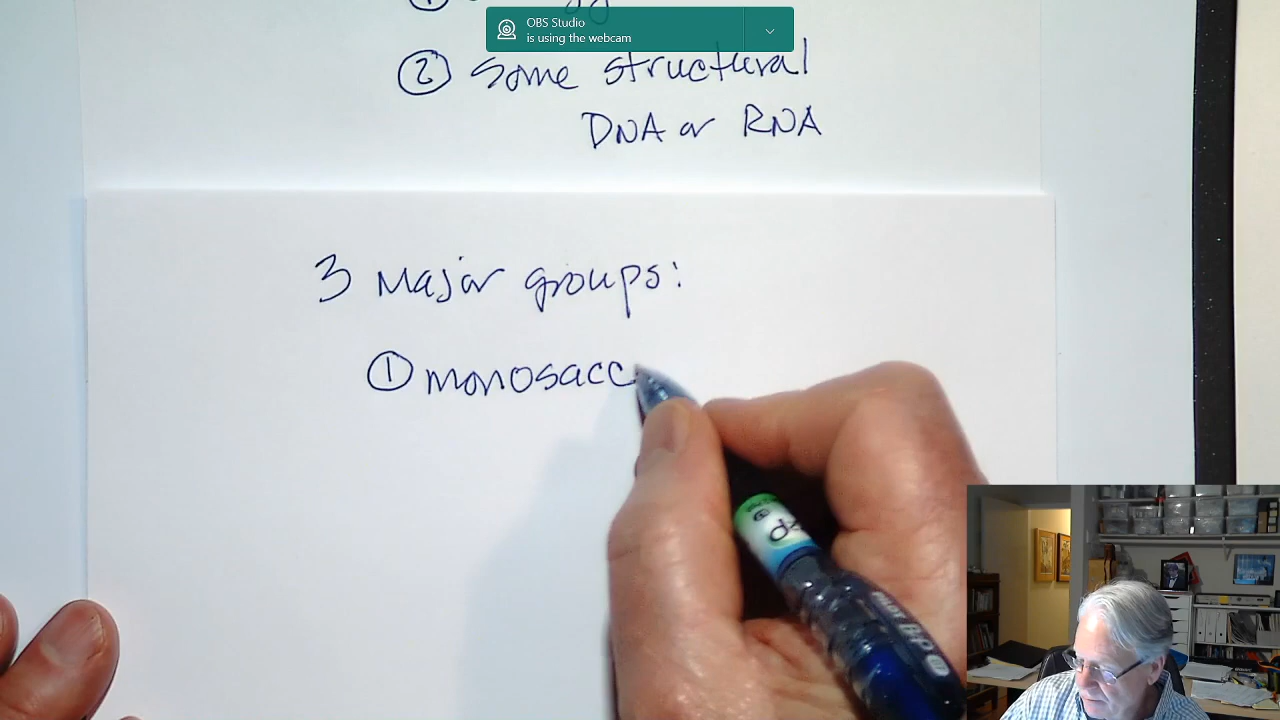 OBS Studio
is using the webcam
② Some structural
DNA or RNA
3 Major groups:
① monosacc